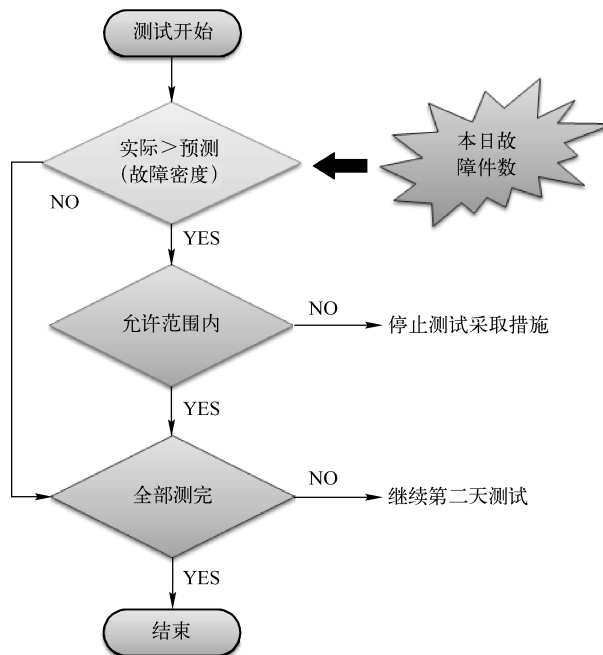 测试开始
实际＞预测
（故障密度）
本日故
障件数
NO
YES
允许范围内
NO
停止测试采取措施
YES
全部测完
NO
继续第二天测试
YES
结束